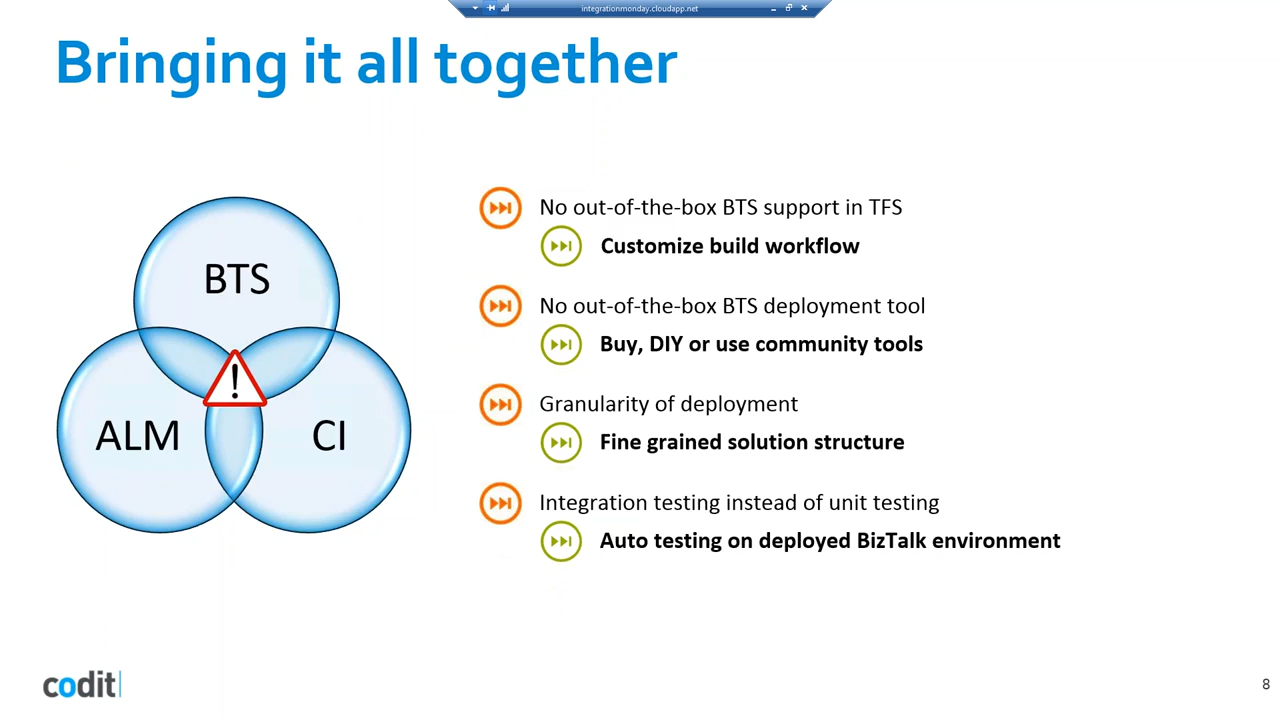 integrationmonday.cloudapp.net
Bringing it all together
BTS
ALM
CI
!
No out-of-the-box BTS support in TFS
Customize build workflow
No out-of-the-box BTS deployment tool
Buy, DIY or use community tools
Granularity of deployment
Fine grained solution structure
Integration testing instead of unit testing
Auto testing on deployed BizTalk environment
codit
8